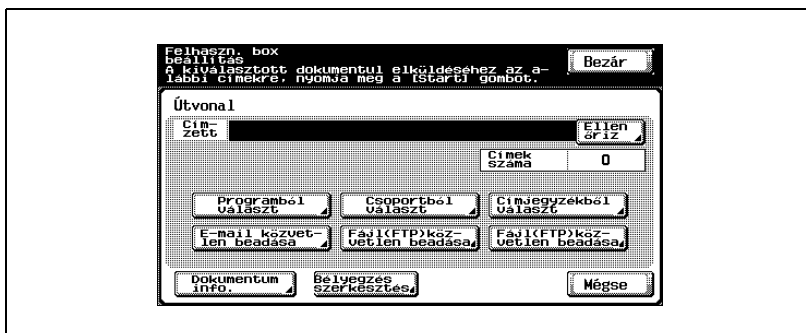 Felhaszn. box
beállítás
A kiválasztott dokumentul elküldéséhez az a-
lábbi címekre, nyomja meg a [Start] gombot.
Bezár
Útvonal
Cím-
zett
Ellen
őriz
Címek
száma
0
Programból
választ
Csoportból
választ
Címjegyzékből
választ
E-mail közvet-
len beadása
Fájl(FTP)köz-
vetlen beadása
Fájl(FTP)köz-
vetlen beadása
Dokumentum
info.
Bélyegzés
szerkesztés
Mégse